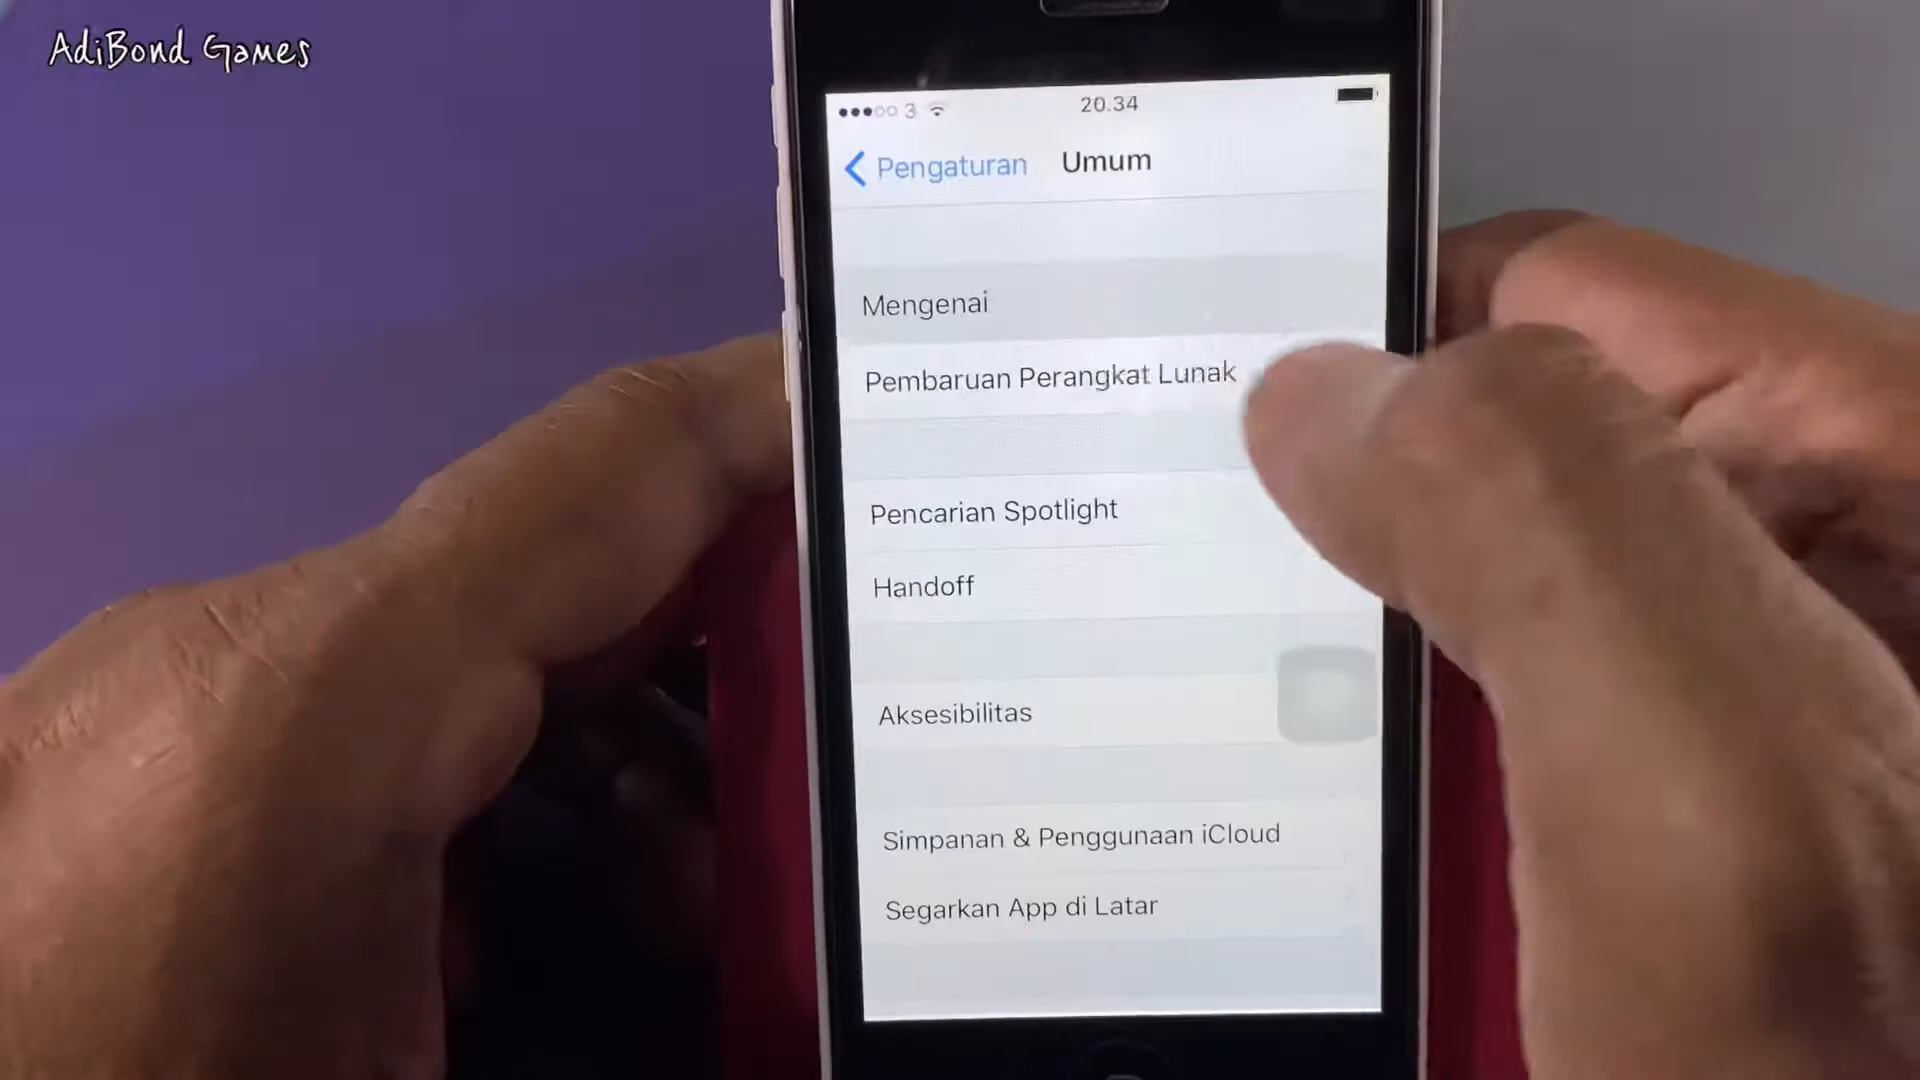 AdiBond Games
3
20.34
Pengaturan
Umum
Mengenai
Pembaruan Perangkat Lunak
Pencarian Spotlight
Handoff
Aksesibilitas
Simpanan & Penggunaan iCloud
Segarkan App di Latar